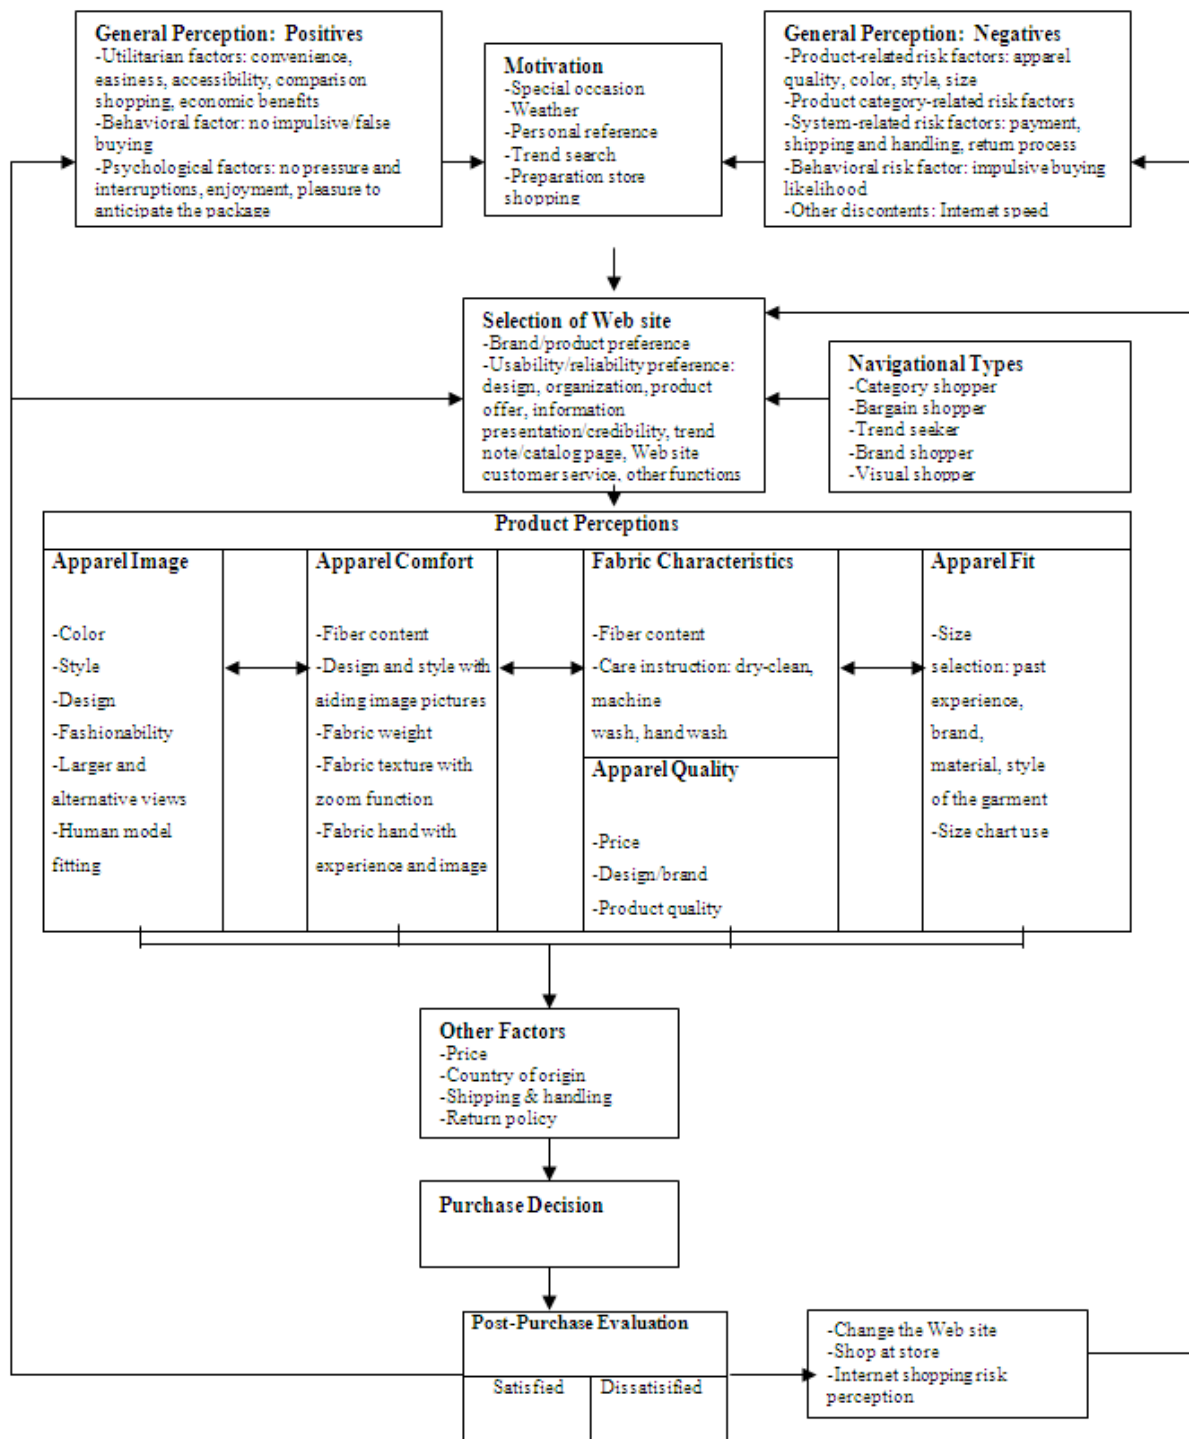 General Perception: Positives
-Utilitarian factors: convenience,
easiness, accessibility, comparison
shopping, economic benefits
-Behavioral factor: no impulsive/false
buying
-Psychological factors: no pressure and
interruptions, enjoyment, pleasure to
anticipate the package
Motivation
-Special occasion
-Weather
-Personal reference
-Trend search
-Preparation store
shopping
General Perception: Negatives
-Product-related risk factors: apparel
quality, color, style, size
-Product category-related risk factors
-System-related risk factors: payment,
shipping and handling, return process
-Behavioral risk factor: impulsive buying
likelihood
-Other discontents: Internet speed
Selection of Web site
-Brand/product preference
-Usability/reliability preference:
design, organization, product
offer, information
presentation/credibility, trend
note/catalog page, Web site
customer service, other functions
Navigational Types
-Category shopper
-Bargain shopper
-Trend seeker
-Brand shopper
-Visual shopper
Product Perceptions
Apparel Image
-Color
-Style
-Design
-Fashionability
-Larger and
alternative views
-Human model
fitting
Apparel Comfort
-Fiber content
-Design and style with
aiding image pictures
-Fabric weight
-Fabric texture with
zoom function
-Fabric hand with
experience and image
Fabric Characteristics
-Fiber content
-Care instruction: dry-clean,
machine
wash, hand wash
Apparel Quality
-Price
-Design/brand
-Product quality
Apparel Fit
-Size
selection: past
experience,
brand,
material, style
of the garment
-Size chart use
Other Factors
-Price
-Country of origin
-Shipping & handling
-Return policy
Purchase Decision
Post-Purchase Evaluation
Satisfied
Dissatisified
-Change the Web site
-Shop at store
-Internet shopping risk
perception